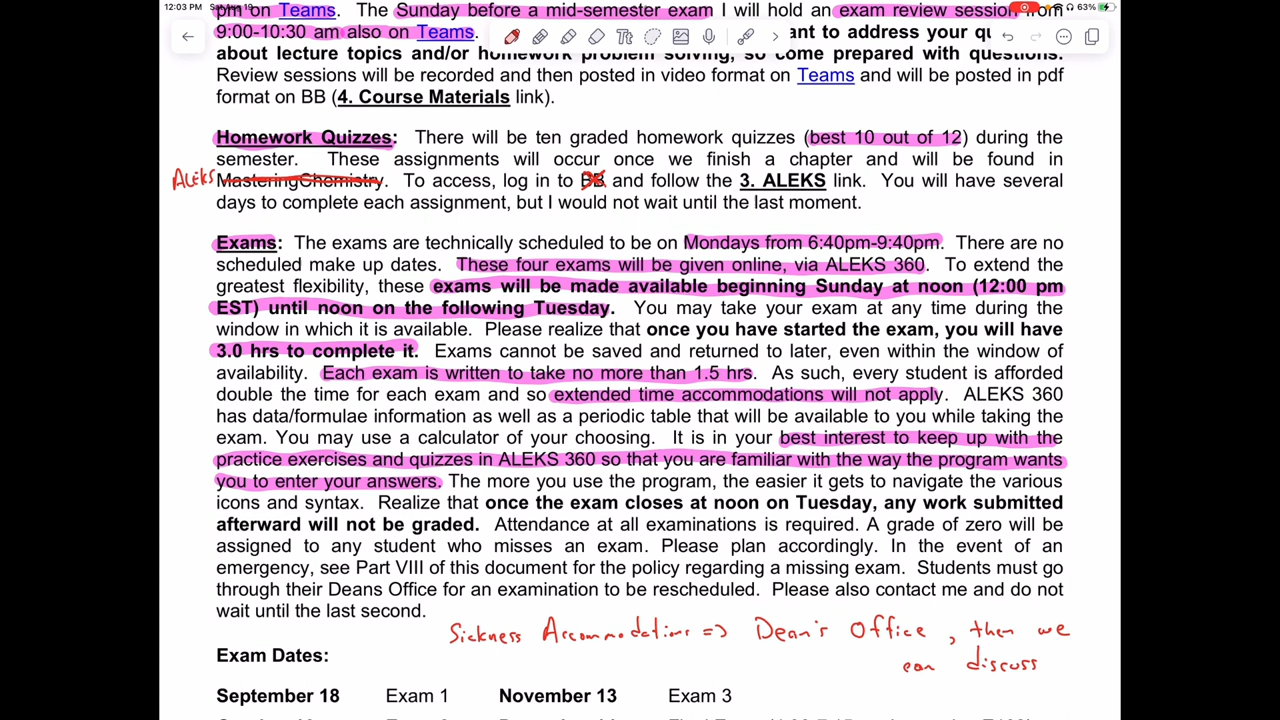 12:03 PM
63%
pm on Teams. The Sunday before a mid-semester exam I will hold an exam review session from
9:00-10:30 am also on Teams. ant to address your qu
about lecture topics and/or homework problem solving, so come prepared with questions.
Review sessions will be recorded and then posted in video format on Teams and will be posted in pdf
format on BB (4. Course Materials link).
Homework Quizzes: There will be ten graded homework quizzes (best 10 out of 12) during the
semester. These assignments will occur once we finish a chapter and will be found in
ALEKS MasteringChemistry. To access, log in to BB and follow the 3. ALEKS link. You will have several
days to complete each assignment, but I would not wait until the last moment.
Exams: The exams are technically scheduled to be on Mondays from 6:40pm-9:40pm. There are no
scheduled make up dates. These four exams will be given online, via ALEKS 360. To extend the
greatest flexibility, these exams will be made available beginning Sunday at noon (12:00 pm
EST) until noon on the following Tuesday. You may take your exam at any time during the
window in which it is available. Please realize that once you have started the exam, you will have
3.0 hrs to complete it. Exams cannot be saved and returned to later, even within the window of
availability. Each exam is written to take no more than 1.5 hrs. As such, every student is afforded
double the time for each exam and so extended time accommodations will not apply. ALEKS 360
has data/formulae information as well as a periodic table that will be available to you while taking the
exam. You may use a calculator of your choosing. It is in your best interest to keep up with the
practice exercises and quizzes in ALEKS 360 so that you are familiar with the way the program wants
you to enter your answers. The more you use the program, the easier it gets to navigate the various
icons and syntax. Realize that once the exam closes at noon on Tuesday, any work submitted
afterward will not be graded. Attendance at all examinations is required. A grade of zero will be
assigned to any student who misses an exam. Please plan accordingly. In the event of an
emergency, see Part VIII of this document for the policy regarding a missing exam. Students must go
through their Deans Office for an examination to be rescheduled. Please also contact me and do not
wait until the last second.
Sickness Accommodations => Dean's Office, then we
can discuss
Exam Dates:
September 18 Exam 1 November 13 Exam 3